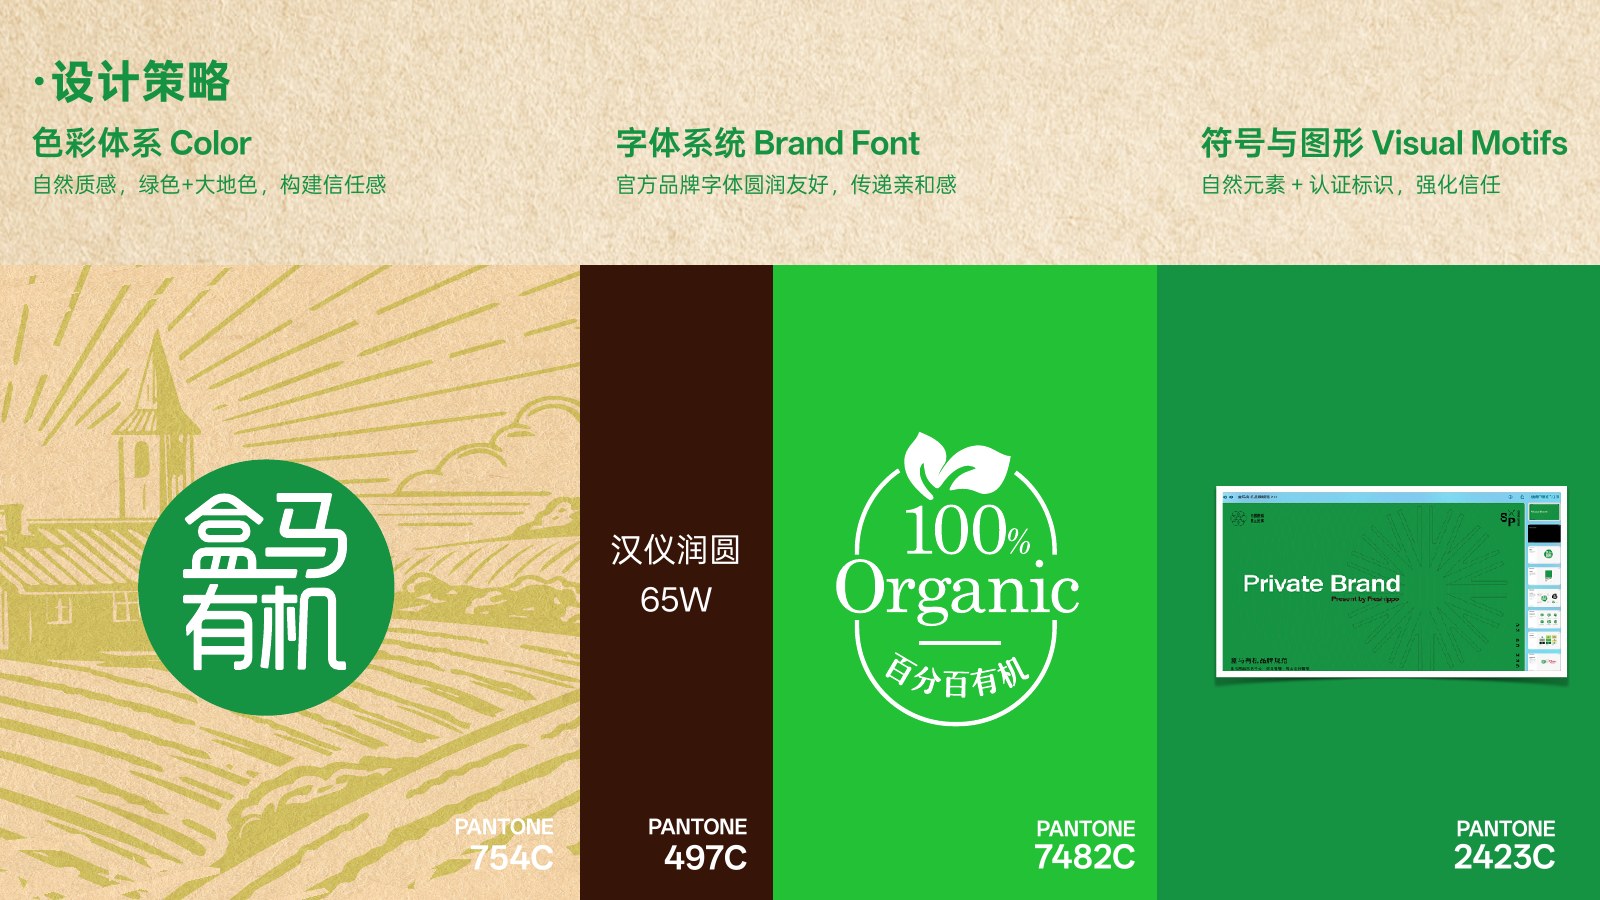 ·设计策略
色彩体系 Color
自然质感，绿色+大地色，构建信任感
字体系统 Brand Font
官方品牌字体圆润友好，传递亲和感
符号与图形 Visual Motifs
自然元素 + 认证标识，强化信任
盒马
有机
PANTONE
754C
汉仪润圆
65W
PANTONE
497C
100%
Organic
百分百有机
PANTONE
7482C
Private Brand
PANTONE
2423C